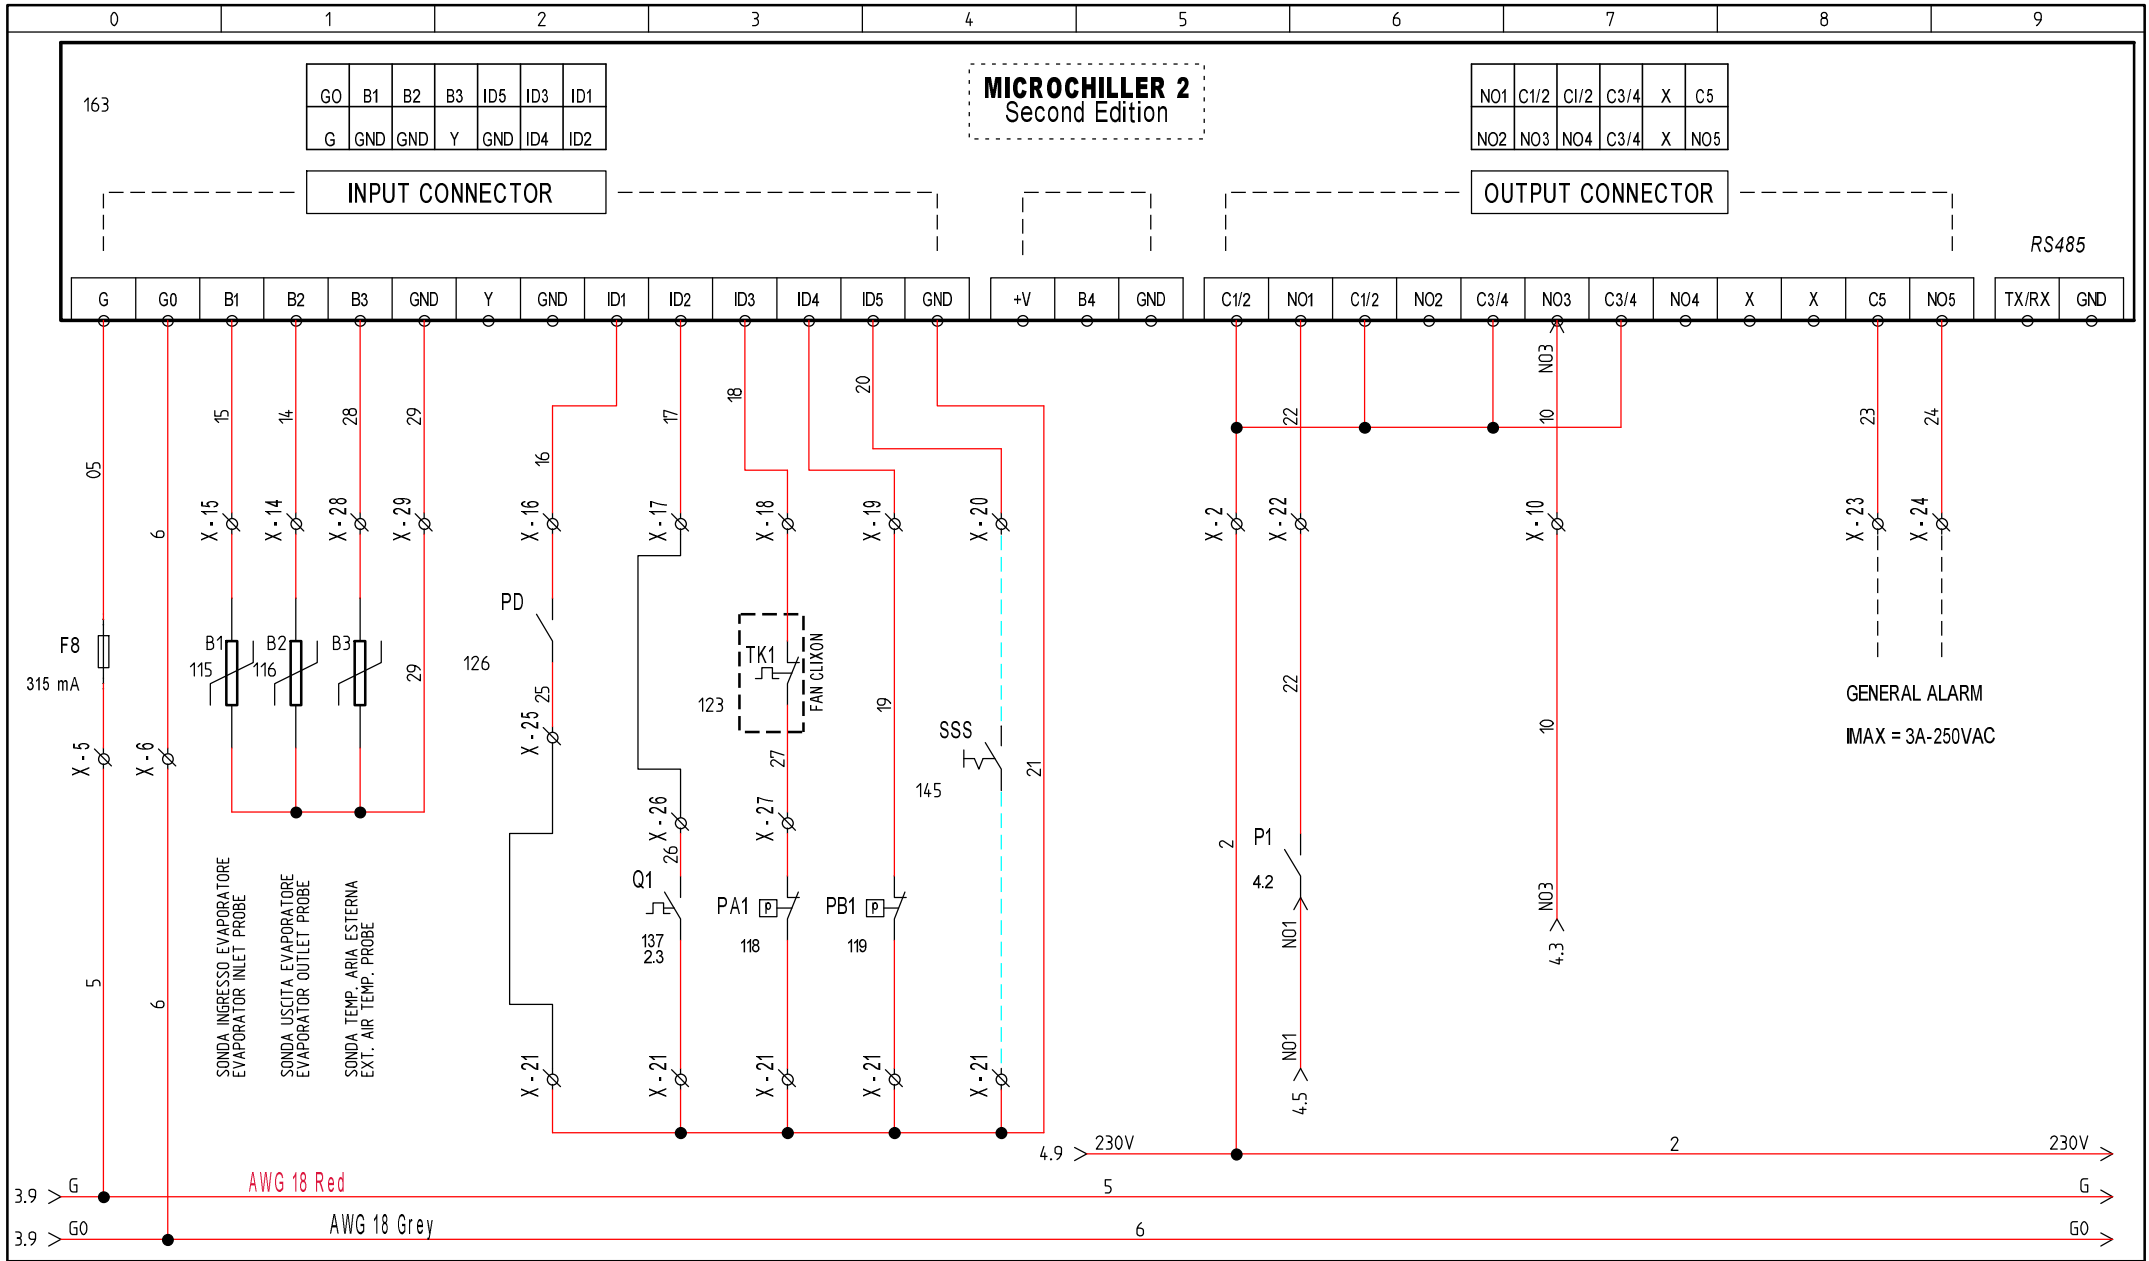 0 1 2 3 4 5 6 7 8 9
163
G0 B1 B2 B3 ID5 ID3 ID1
G GND GND Y GND ID4 ID2
MICROCHILLER 2
Second Edition
NO1 C1/2 CI/2 C3/4 X C5
NO2 NO3 NO4 C3/4 X NO5
INPUT CONNECTOR
OUTPUT CONNECTOR
RS485
G G0 B1 B2 B3 GND Y GND ID1 ID2 ID3 ID4 ID5 GND +V B4 GND C1/2 NO1 C1/2 NO2 C3/4 NO3 C3/4 NO4 X X C5 NO5 TX/RX GND
NO3
15 14 28 29 17 18 20 22 10 23 24
05 16
6
X - 15 X - 14 X - 28 X - 29 X - 16 X - 17 X - 18 X - 19 X - 20 X - 2 X - 22 X - 10 X - 23 X - 24
PD
126
F8
315 mA
B1
115
B2
116
B3
29
25
TK1
FAN CLIXON
123
19
22
GENERAL ALARM
IMAX = 3A-250VAC
X - 5 X - 6 X - 25
27
SSS
145
21
10
X - 26 X - 27
26
2
P1
4.2
Q1
137
2.3
PA1 P
118
PB1 P
119
NO1
NO3
4.3
5 6
SONDA INGRESSO EVAPORATORE
EVAPORATOR INLET PROBE
SONDA USCITA EVAPORATORE
EVAPORATOR OUTLET PROBE
SONDA TEMP. ARIA ESTERNA
EXT. AIR TEMP. PROBE
X - 21 X - 21 X - 21 X - 21 X - 21
NO1
4.5
4.9 230V 2 230V
3.9 G AWG 18 Red 5 G
3.9 G0 AWG 18 Grey 6 G0